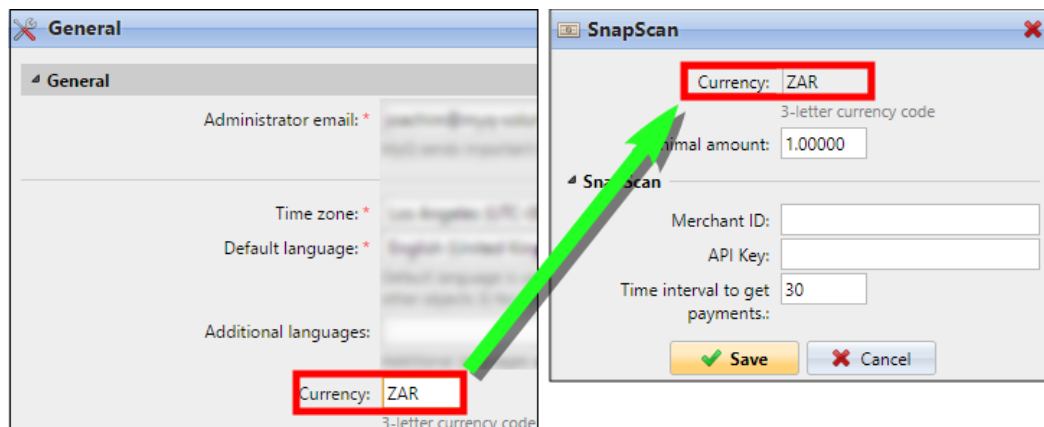 General
General
Administrator email: *
Time zone: *
Default language: *
Additional languages:
Currency: ZAR
3-letter currency code
SnapScan
Currency: ZAR
3-letter currency code
amount: 1.00000
SnapScan
Merchant ID:
API Key:
Time interval to get 30
payments.:
Save Cancel